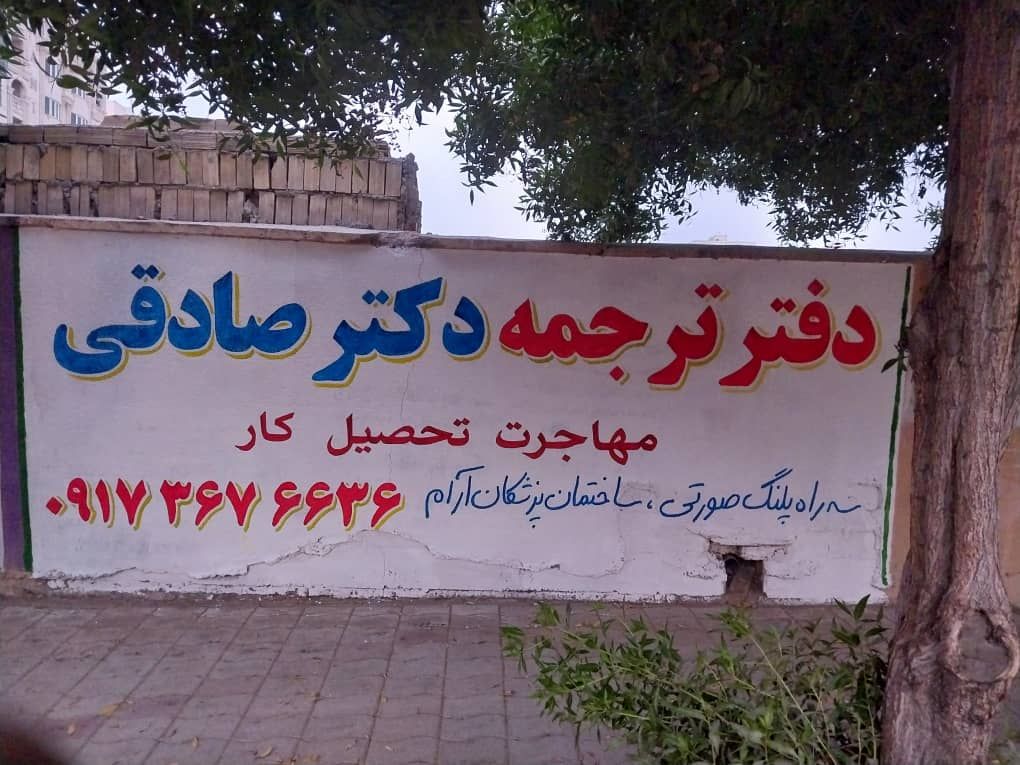 دفتر ترجمه دکتر صادقی
مهاجرت تحصیل کار
سه راه پلنگ صورتی، ساختمان پزشکان آرام
۰۹۱۷ ۳۶۷ ۶۶۳۶